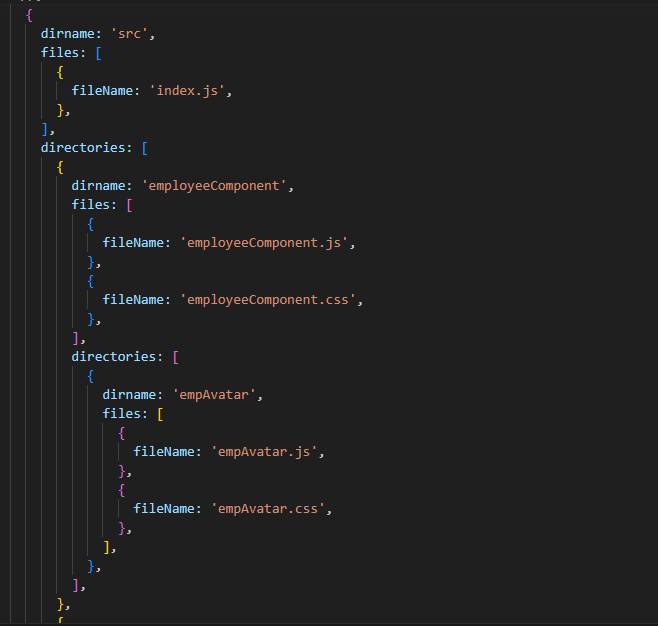 {
dirname: 'src',
files: [
{
fileName: 'index.js',
},
],
directories: [
{
dirname: 'employeeComponent',
files: [
{
fileName: 'employeeComponent.js',
},
{
fileName: 'employeeComponent.css',
},
],
directories: [
{
dirname: 'empAvatar',
files: [
{
fileName: 'empAvatar.js',
},
{
fileName: 'empAvatar.css',
},
],
},
],
},
{